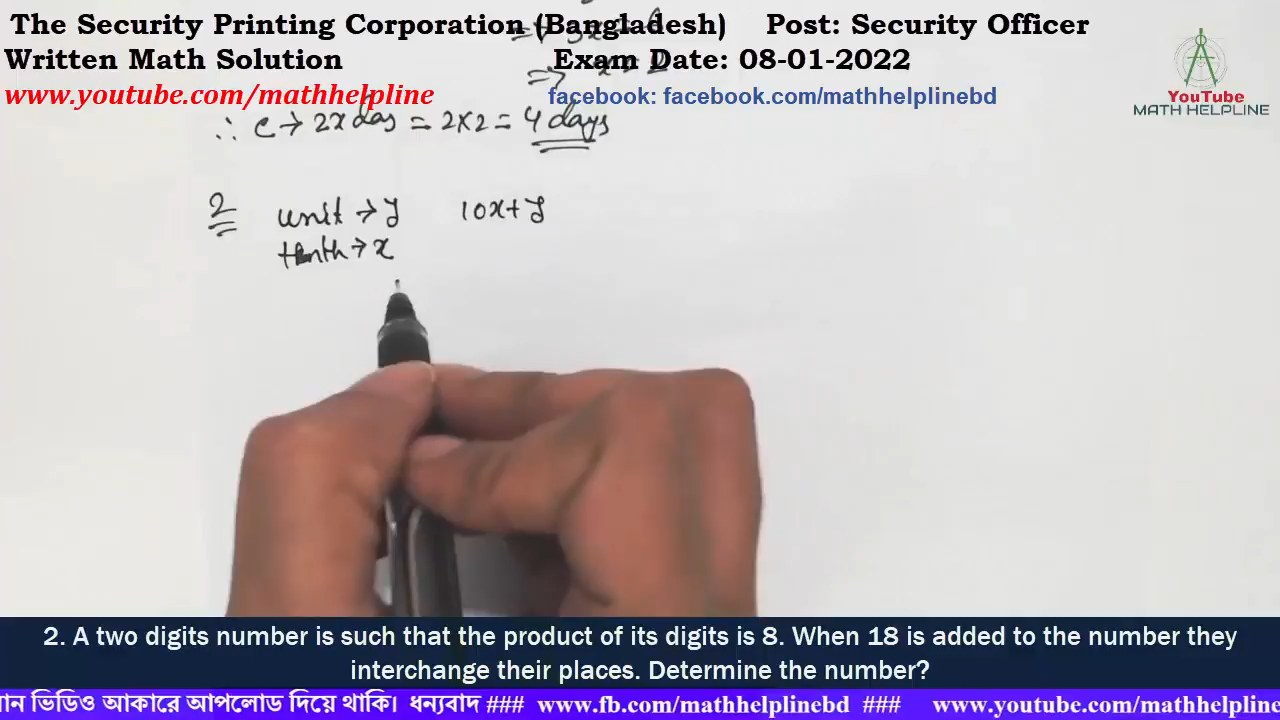 The Security Printing Corporation (Bangladesh) Post: Security Officer
Written Math Solution Exam Date: 08-01-2022
www.youtube.com/mathhelpline facebook: facebook.com/mathhelplinebd
YouTube
MATH HELPLINE
∴ C → 2x das = 2×2 = 4 days
2 unit → y 10x+y
tenth → x
2. A two digits number is such that the product of its digits is 8. When 18 is added to the number they
interchange their places. Determine the number?
ভিডিও আকারে আপলোড দিয়ে থাকি। ধন্যবাদ ### www.fb.com/mathhelplinebd ### www.youtube.com/mathhelpline